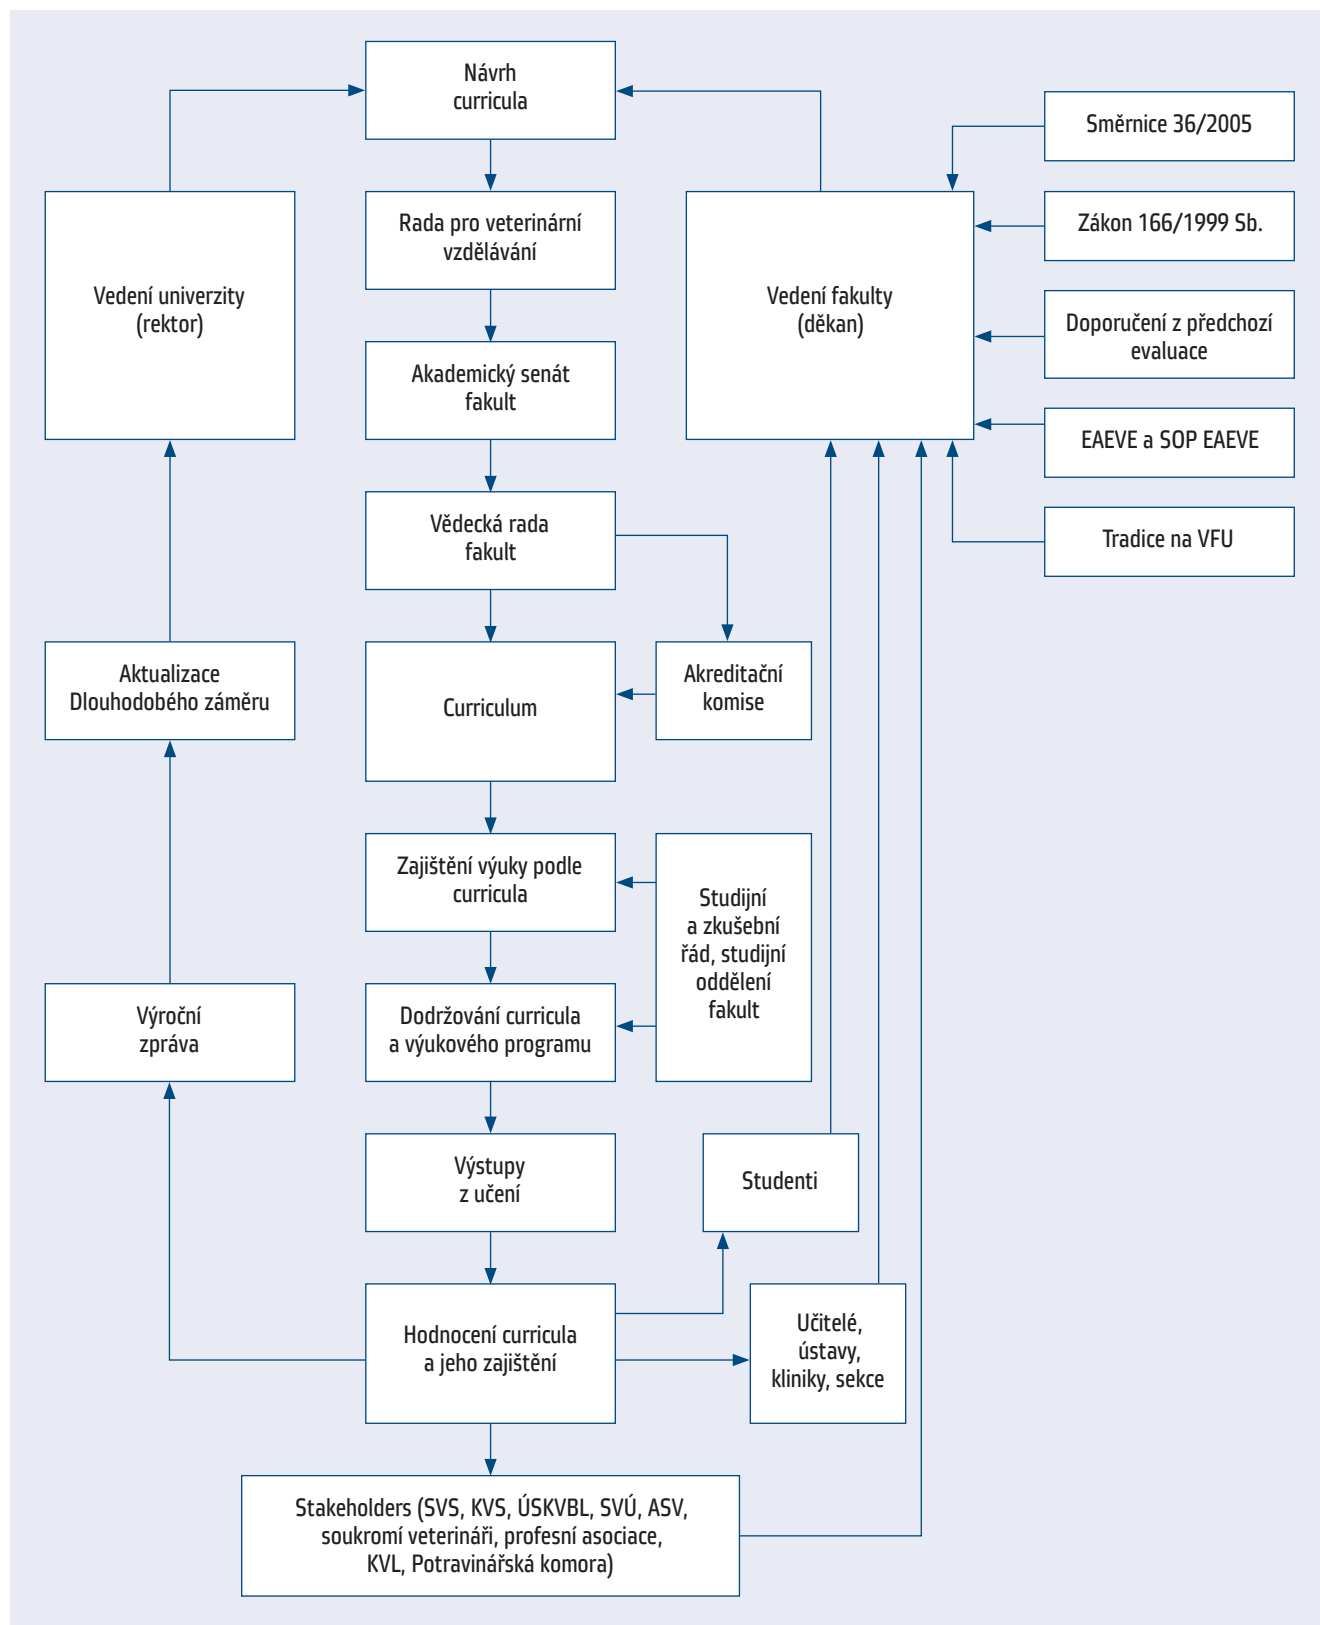 Návrh
curricula
Směrnice 36/2005
Vedení univerzity
(rektor)
Rada pro veterinární
vzdělávání
Vedení fakulty
(děkan)
Zákon 166/1999 Sb.
Doporučení z předchozí
evaluace
Akademický senát
fakult
EAEVE a SOP EAEVE
Vědecká rada
fakult
Tradice na VFU
Aktualizace
Dlouhodobého záměru
Curriculum
Akreditační
komise
Zajištění výuky podle
curricula
Studijní
a zkušební
řád, studijní
oddělení
fakult
Výroční
zpráva
Dodržování curricula
a výukového programu
Výstupy
z učení
Studenti
Hodnocení curricula
a jeho zajištění
Učitelé,
ústavy,
kliniky, sekce
Stakeholders (SVS, KVS, ÚSKVBL, SVÚ, ASV,
soukromí veterináři, profesní asociace,
KVL, Potravinářská komora)